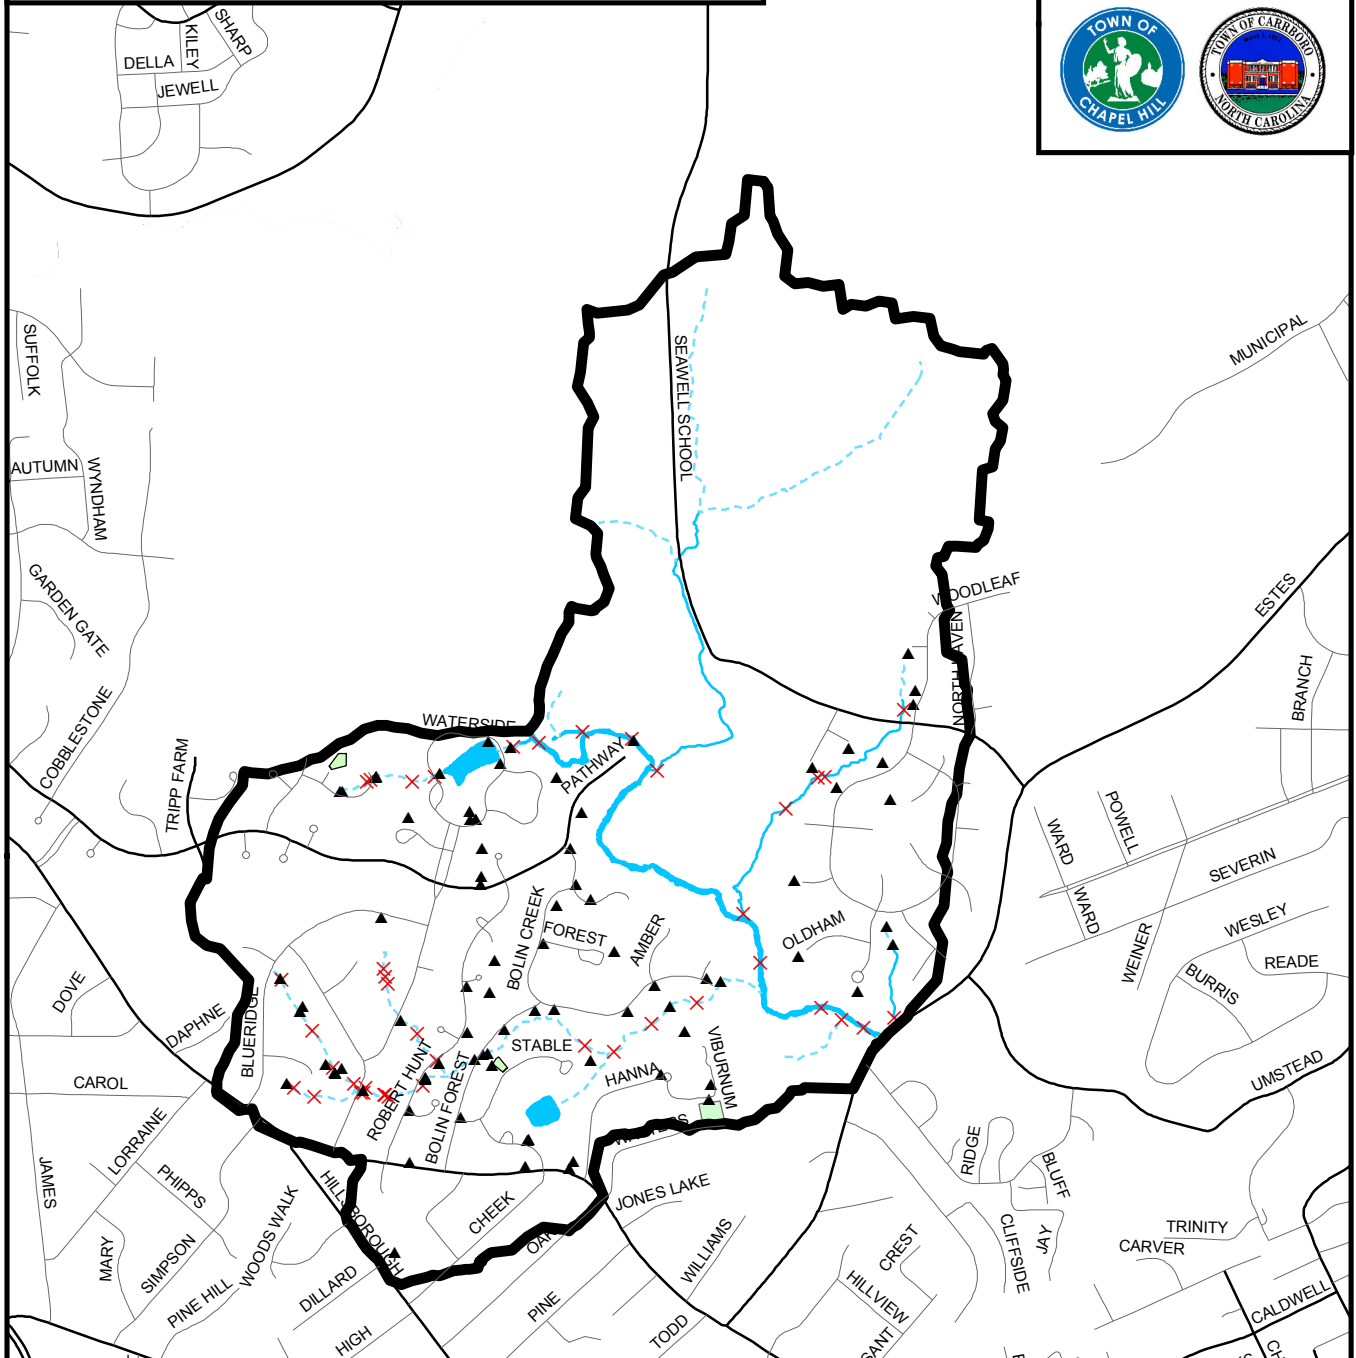 SHARP
KILEY
DELLA
JEWELL
TOWN OF
CHAPEL HILL
TOWN OF CARRBORO
NORTH CAROLINA
SUFFOLK
SEAWELL SCHOOL
MUNICIPAL
AUTUMN
WYNDHAM
GARDEN GATE
WOODLEAF
ESTES
NORTH HAVEN
BRANCH
COBBLESTONE
WATERSIDE
TRIPP FARM
PATHWAY
POWELL
WARD
SEVERIN
WARD
BOLIN CREEK
FOREST
AMBER
OLDHAM
WEINER
WESLEY
READE
BURRIS
DOVE
DAPHNE
BLUERIDGE
STABLE
HANNA
VIBURNUM
ROBERT HUNT
BOLIN FOREST
CAROL
UMSTEAD
LORRAINE
JAMES
PHIPPS
HILLSBOROUGH
WOODS WALK
CHEEK
JONES LAKE
RIDGE
BLUFF
MARY
SIMPSON
OAK
WILLIAMS
CREST
CLIFFSIDE
JAY
TRINITY
CARVER
PINE HILL
DILLARD
HIGH
PINE
TODD
HILLVIEW
CALDWELL